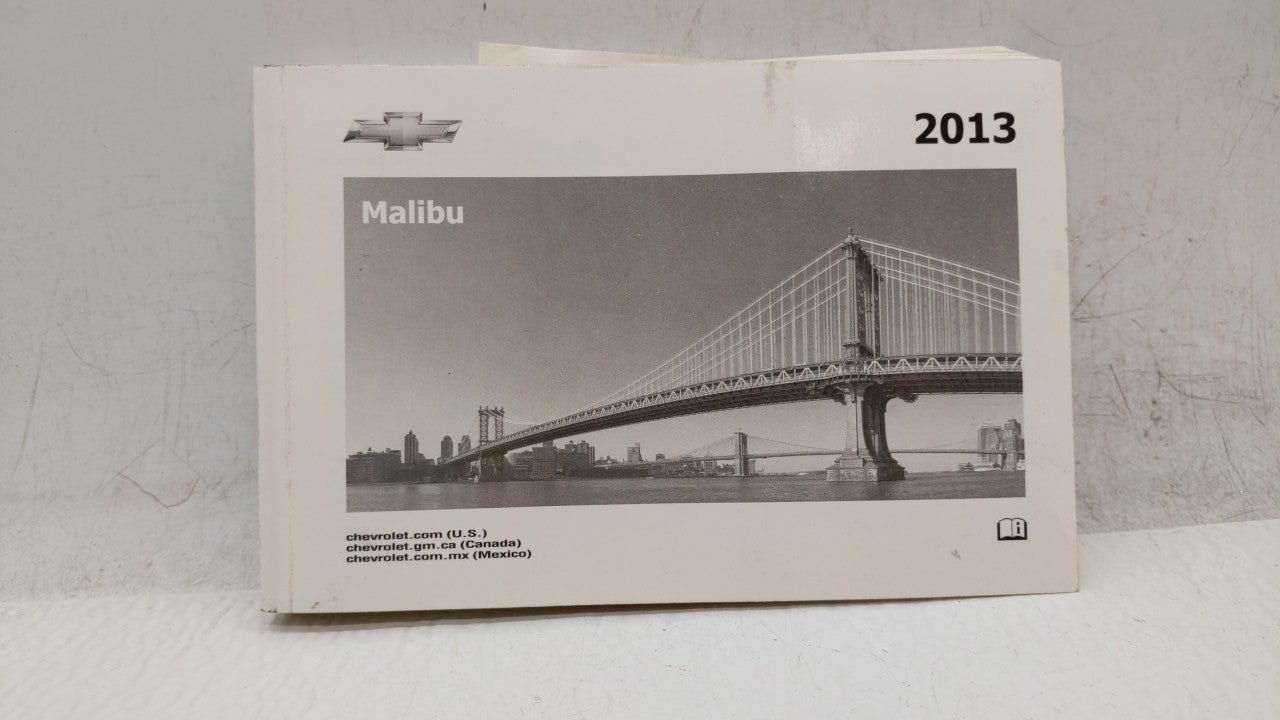 2013
Malibu
chevrolet.com (U.S.)
chevrolet.gm.ca (Canada)
chevrolet.com.mx (Mexico)